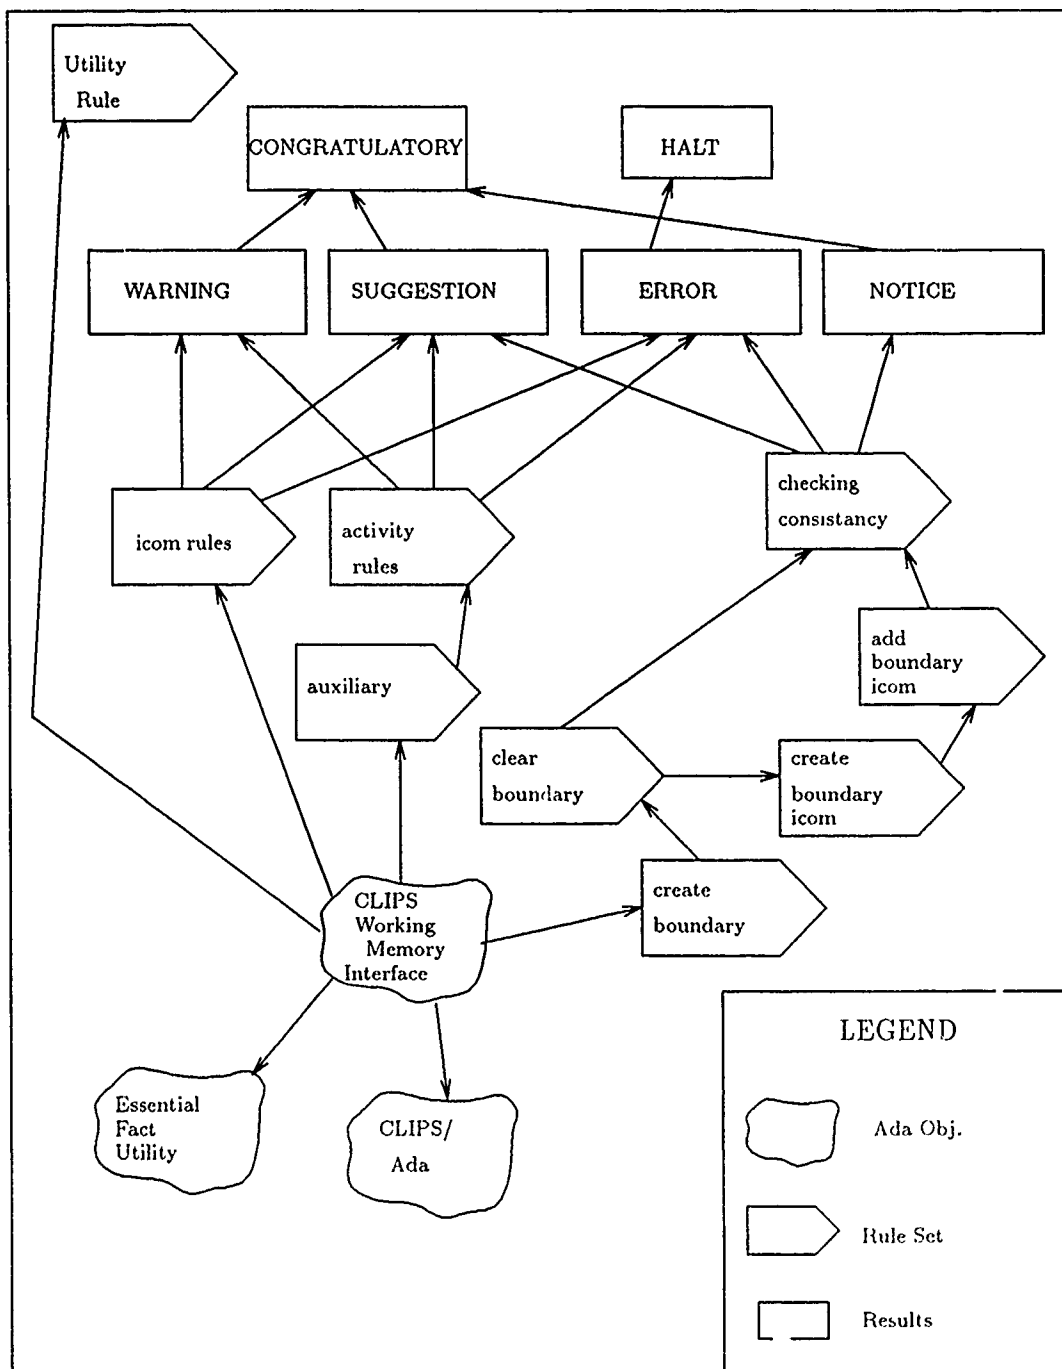 Utility
Rule
CONGRATULATORY
HALT
WARNING
SUGGESTION
ERROR
NOTICE
icom rules
activity
rules
checking
consistancy
auxiliary
add
boundary
icom
clear
boundary
create
boundary
icom
create
boundary
CLIPS
Working
Memory
Interface
Essential
Fact
Utility
CLIPS/
Ada
LEGEND
Ada Obj.
Rule Set
Results